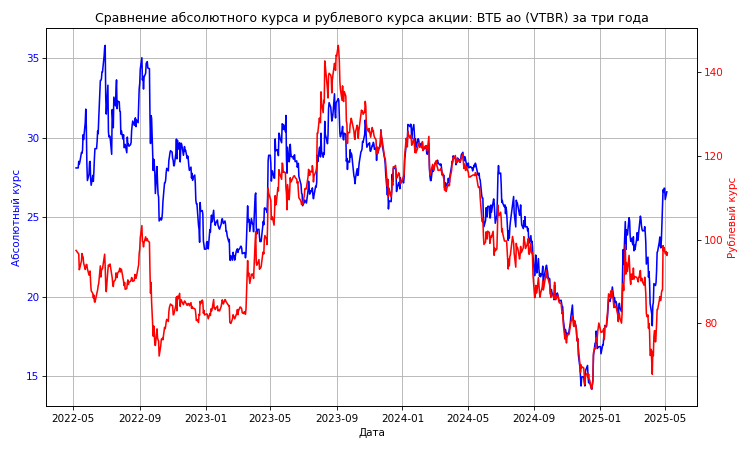 Сравнение абсолютного курса и рублевого курса акции: ВТБ ао (VTBR) за три года
35
30
25
20
15
Абсолютный курс
140
120
100
80
Рублевый курс
2022-05 2022-09 2023-01 2023-05 2023-09 2024-01 2024-05 2024-09 2025-01 2025-05
Дата